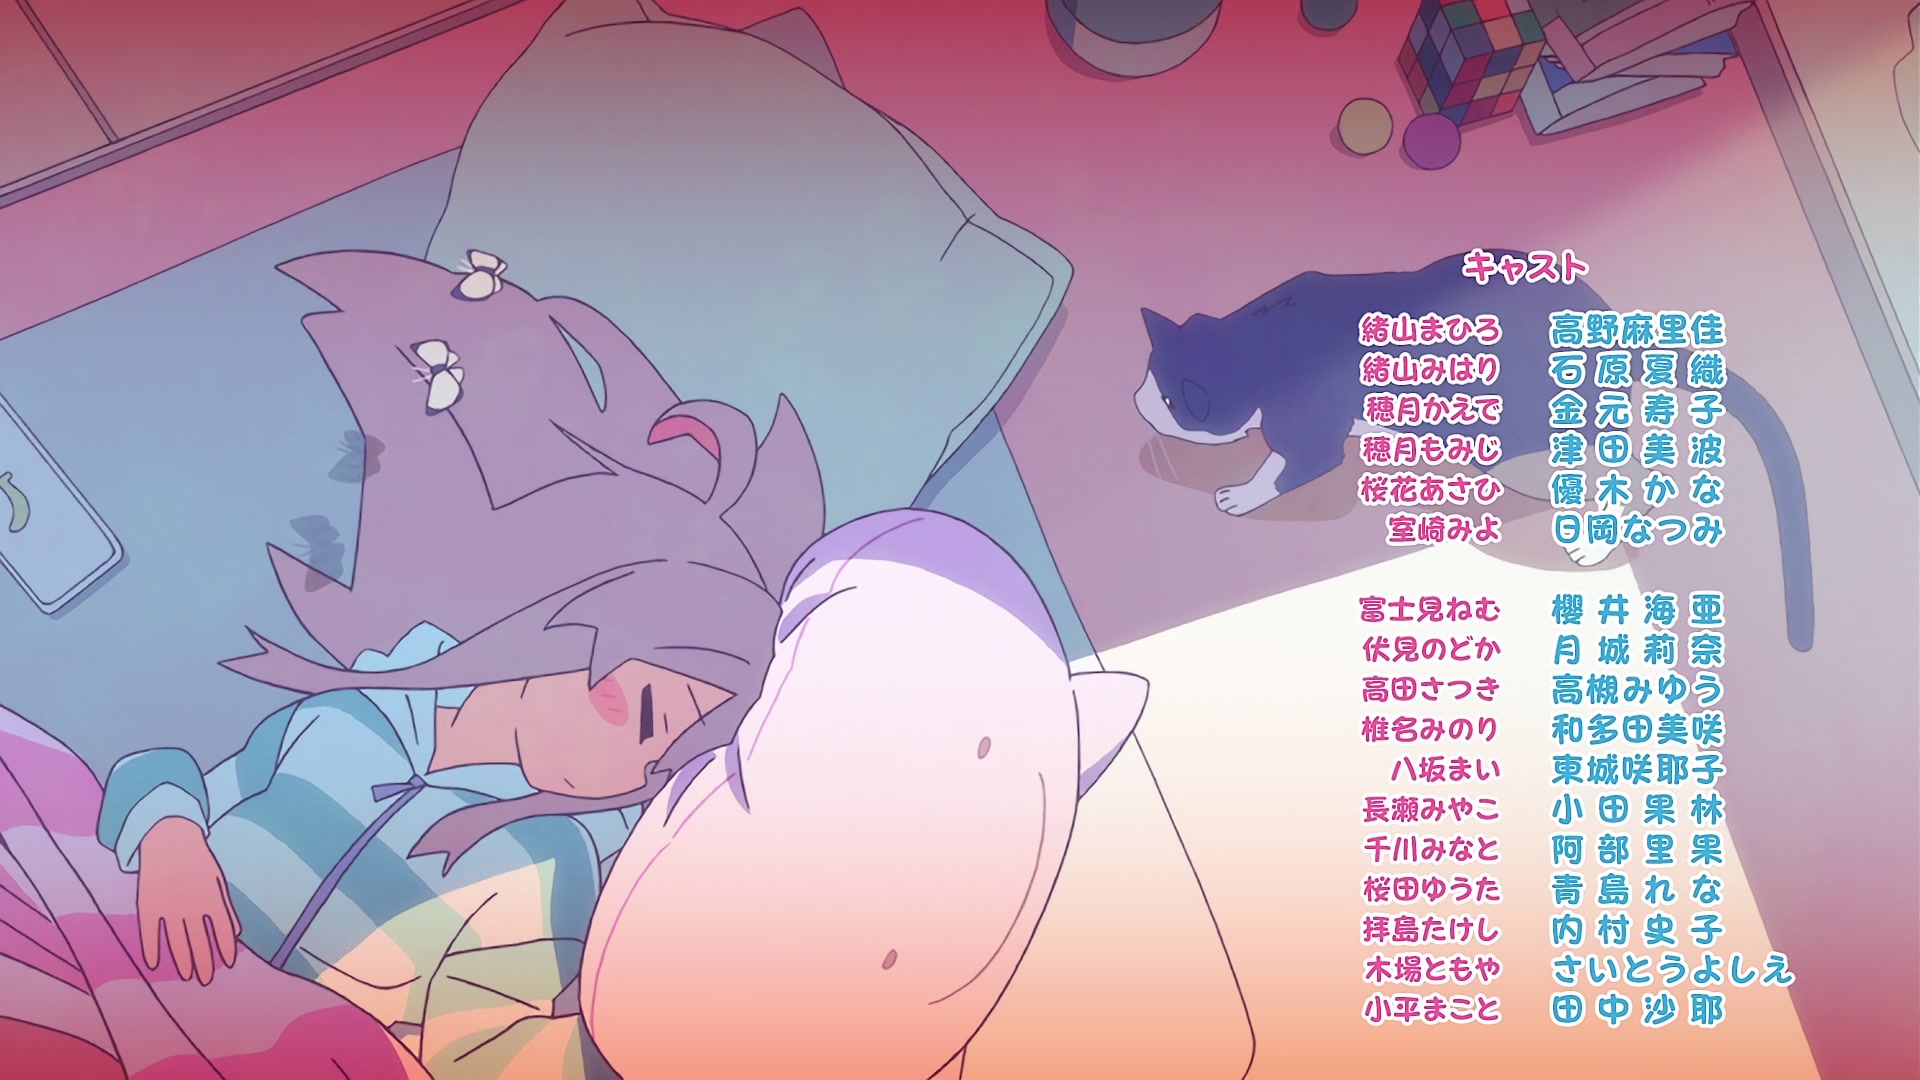 キャスト
緒山まひろ 高野麻里佳
緒山みはり 石原夏織
穂月かえで 金元寿子
穂月もみじ 津田美波
桜花あさひ 優木かな
室崎みよ 日岡なつみ
富士見ねむ 櫻井海亜
伏見のどか 月城莉奈
高田さつき 高槻みゆう
椎名みのり 和多田美咲
八坂まい 東城咲耶子
長瀬みやこ 小田果林
千川みなと 阿部里果
桜田ゆうた 青島れな
拝島たけし 内村史子
木場ともや さいとうよしえ
小平まこと 田中沙耶